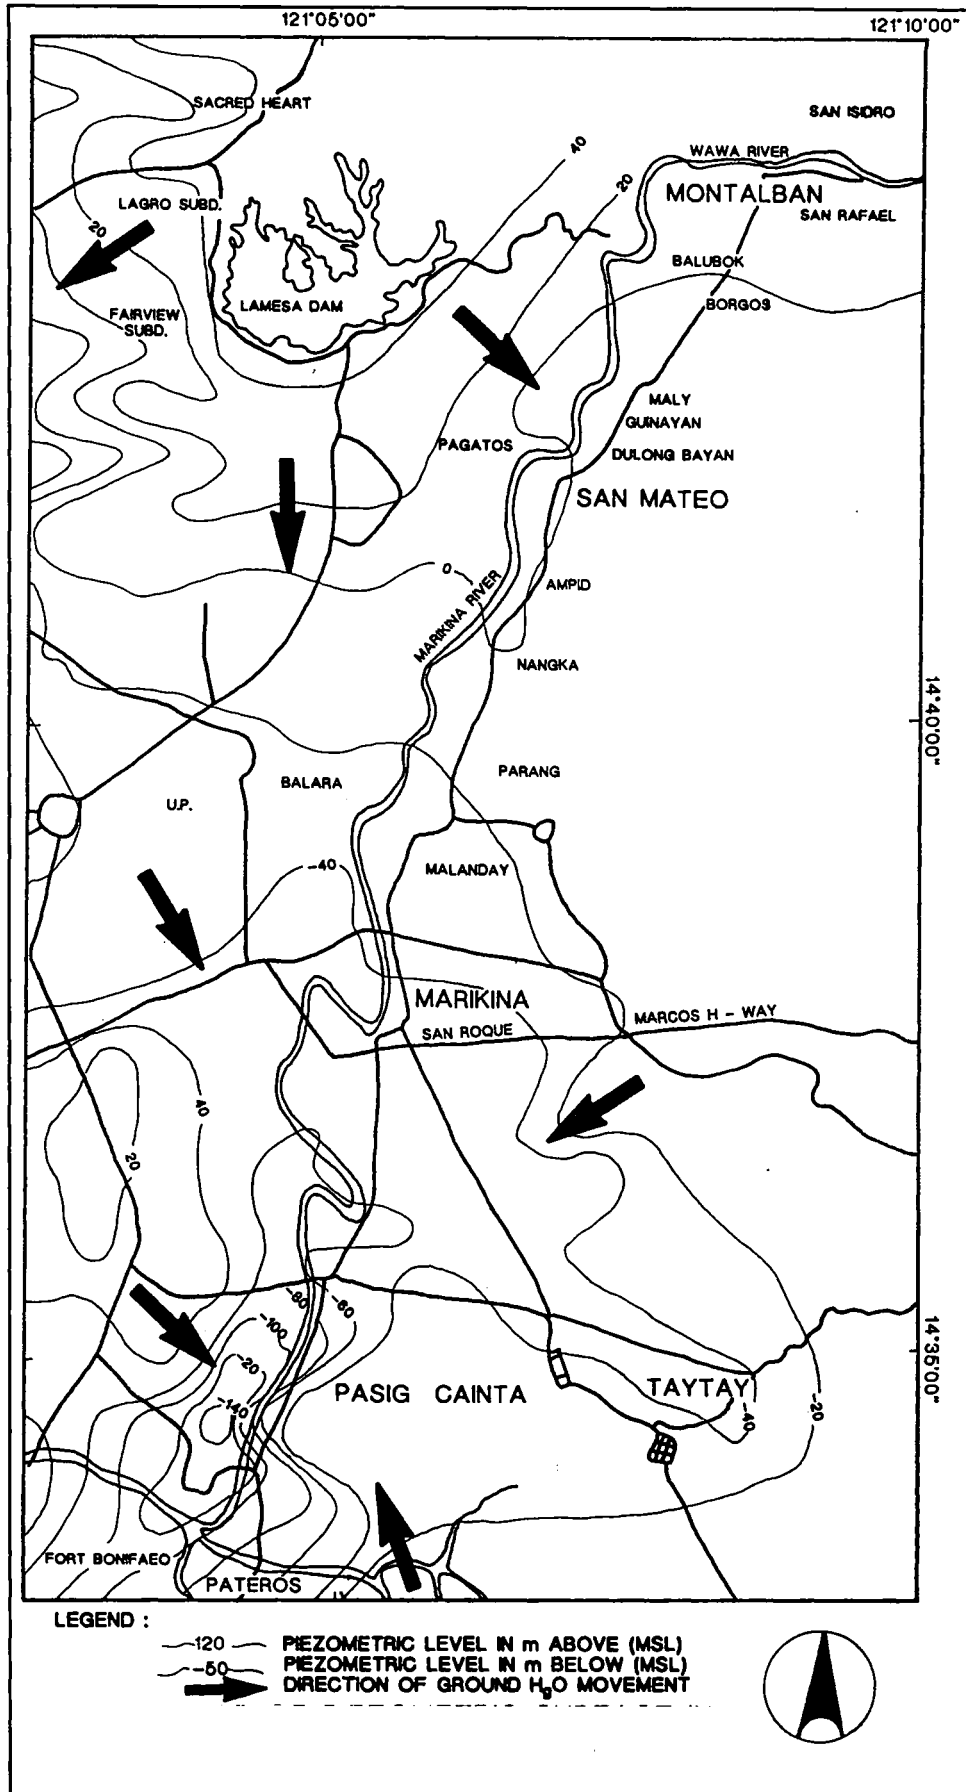 121°05'00"
121°10'00"
SACRED HEART
SAN ISIDRO
40
WAWA RIVER
20
MONTALBAN
LAGRO SUBD.
SAN RAFAEL
20
BALUBOK
LAMESA DAM
BORGOS
FAIRVIEW
SUBD.
MALY
GUINAYAN
PAGATOS
DULONG BAYAN
SAN MATEO
0
AMPID
MARIKINA RIVER
NANGKA
14°40'00"
PARANG
BALARA
U.P.
-40
MALANDAY
MARIKINA
MARCOS H - WAY
SAN ROQUE
40
20
-80
-60
-100
14°35'00"
-20
PASIG CAINTA
TAYTAY
-140
-40
-20
FORT BONIFAEO
PATEROS
LEGEND :
-120 PIEZOMETRIC LEVEL IN m ABOVE (MSL)
-50 PIEZOMETRIC LEVEL IN m BELOW (MSL)
DIRECTION OF GROUND HgO MOVEMENT